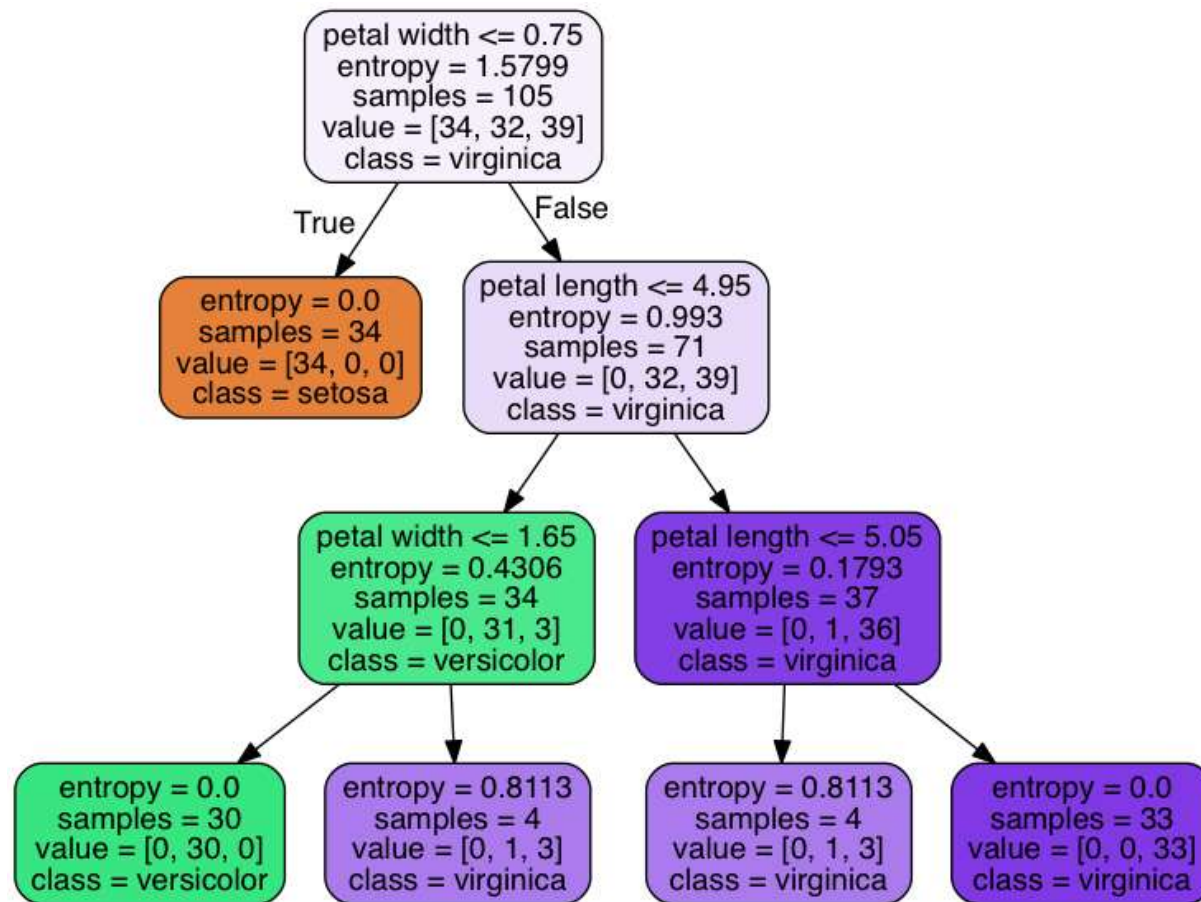 petal width <= 0.75
entropy = 1.5799
samples = 105
value = [34, 32, 39]
class = virginica
True
False
entropy = 0.0
samples = 34
value = [34, 0, 0]
class = setosa
petal length <= 4.95
entropy = 0.993
samples = 71
value = [0, 32, 39]
class = virginica
petal width <= 1.65
entropy = 0.4306
samples = 34
value = [0, 31, 3]
class = versicolor
petal length <= 5.05
entropy = 0.1793
samples = 37
value = [0, 1, 36]
class = virginica
entropy = 0.0
samples = 30
value = [0, 30, 0]
class = versicolor
entropy = 0.8113
samples = 4
value = [0, 1, 3]
class = virginica
entropy = 0.8113
samples = 4
value = [0, 1, 3]
class = virginica
entropy = 0.0
samples = 33
value = [0, 0, 33]
class = virginica